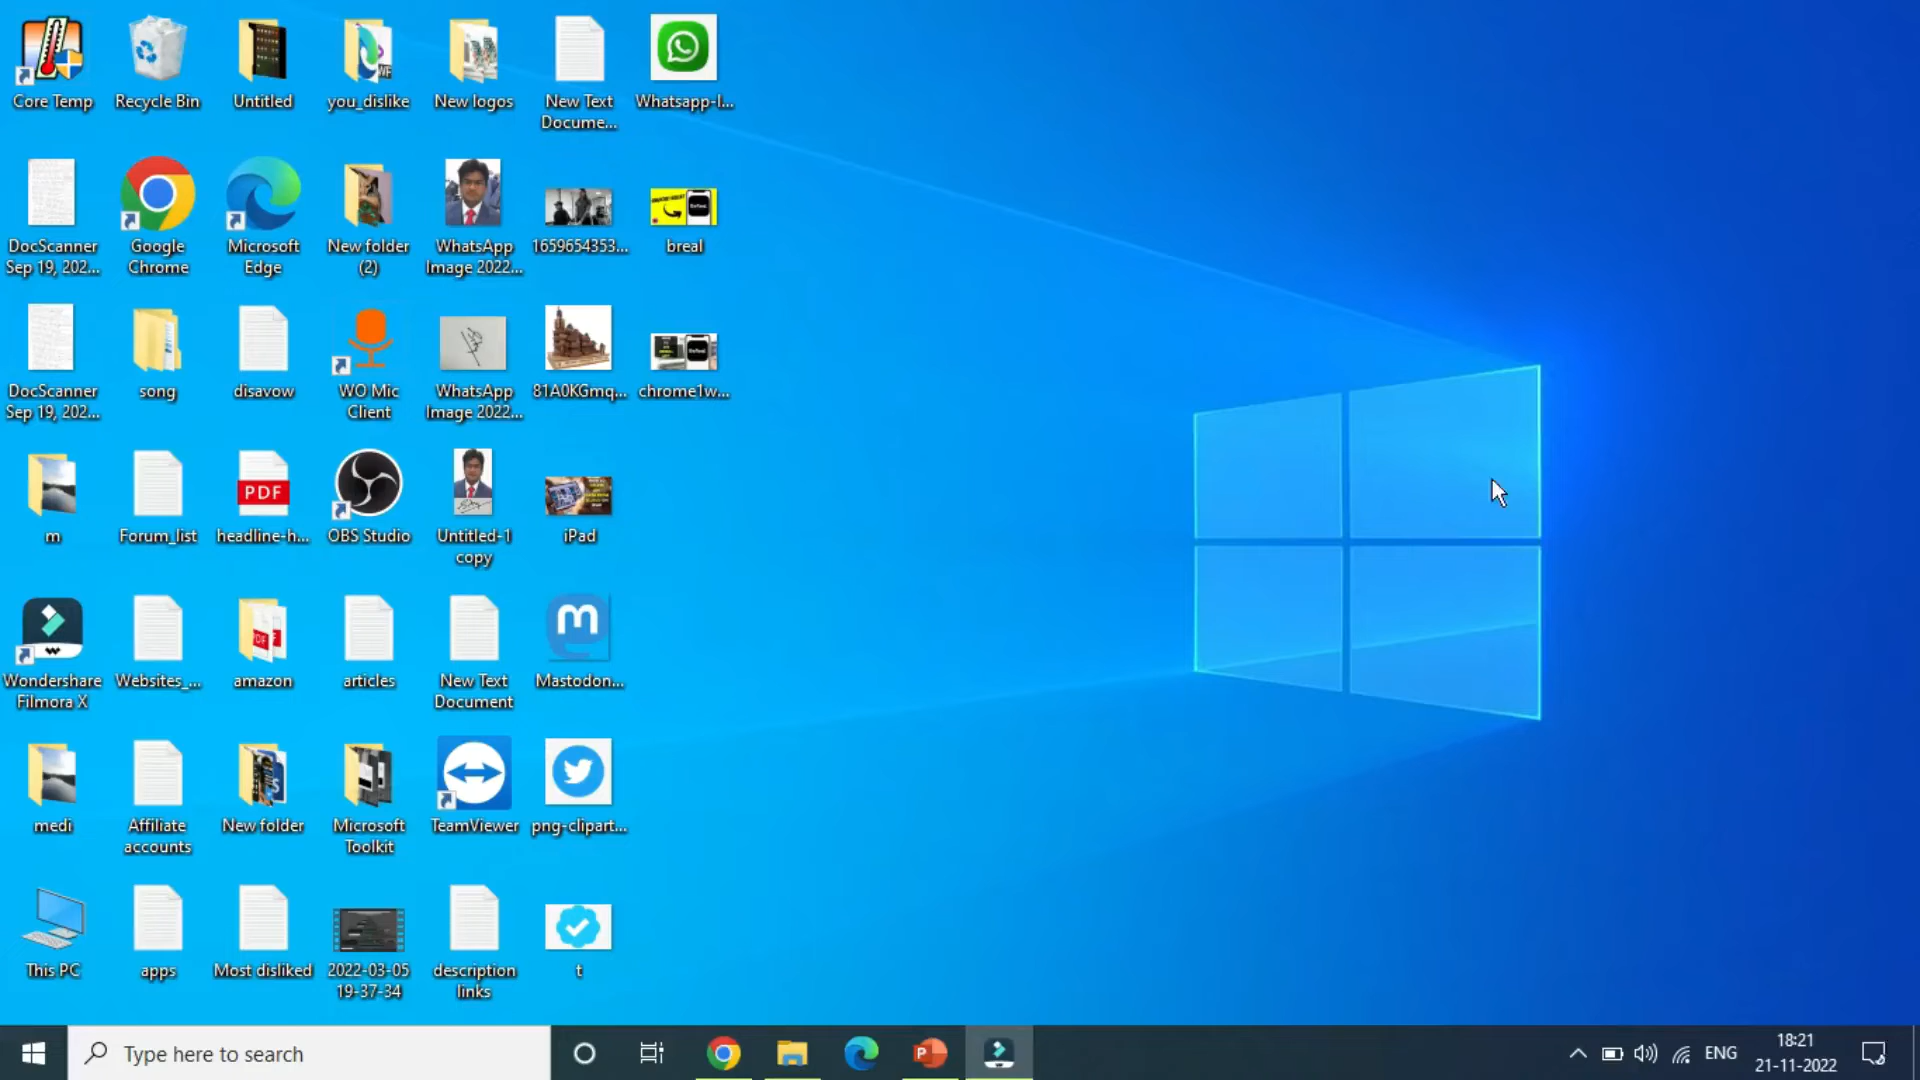 Core Temp
Recycle Bin
Untitled
you_dislike
New logos
New Text
Docume...
Whatsapp-I...
DocScanner
Sep 19, 202...
Google
Chrome
Microsoft
Edge
New folder
(2)
WhatsApp
Image 2022...
1659654353...
breal
DocScanner
Sep 19, 202...
song
disavow
WO Mic
Client
WhatsApp
Image 2022...
81A0KGmq...
chrome1w...
m
Forum_list
PDF
headline-h...
OBS Studio
Untitled-1
copy
iPad
Wondershare
Filmora X
Websites_...
amazon
articles
New Text
Document
Mastodon...
medi
Affiliate
accounts
New folder
Microsoft
Toolkit
TeamViewer
png-clipart...
This PC
apps
Most disliked
2022-03-05
19-37-34
description
links
t
Type here to search
ENG
18:21
21-11-2022